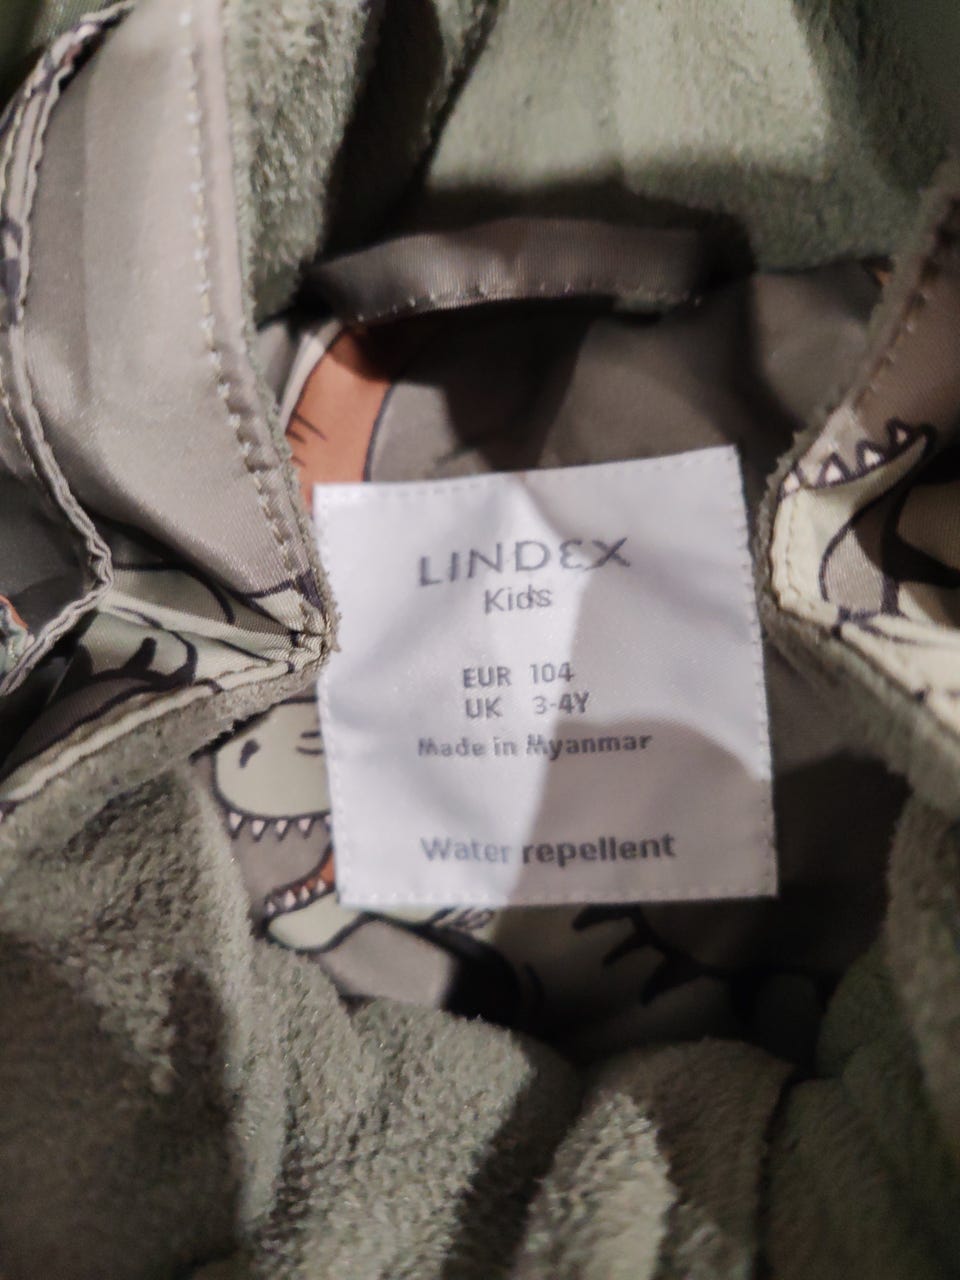 LINDEX
Kids
EUR 104
UK 3-4Y
Made in Myanmar
Water repellent